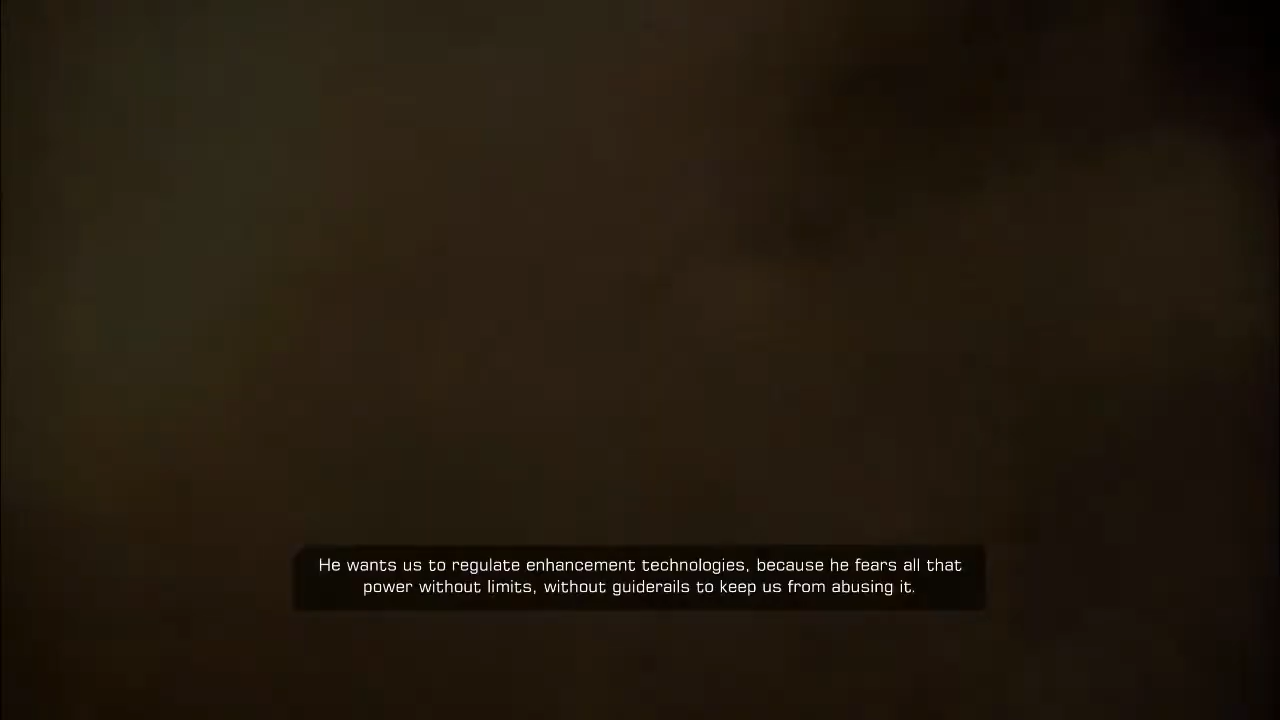 He wants us to regulate enhancement technologies, because he fears all that
power without limits, without guiderails to keep us from abusing it.